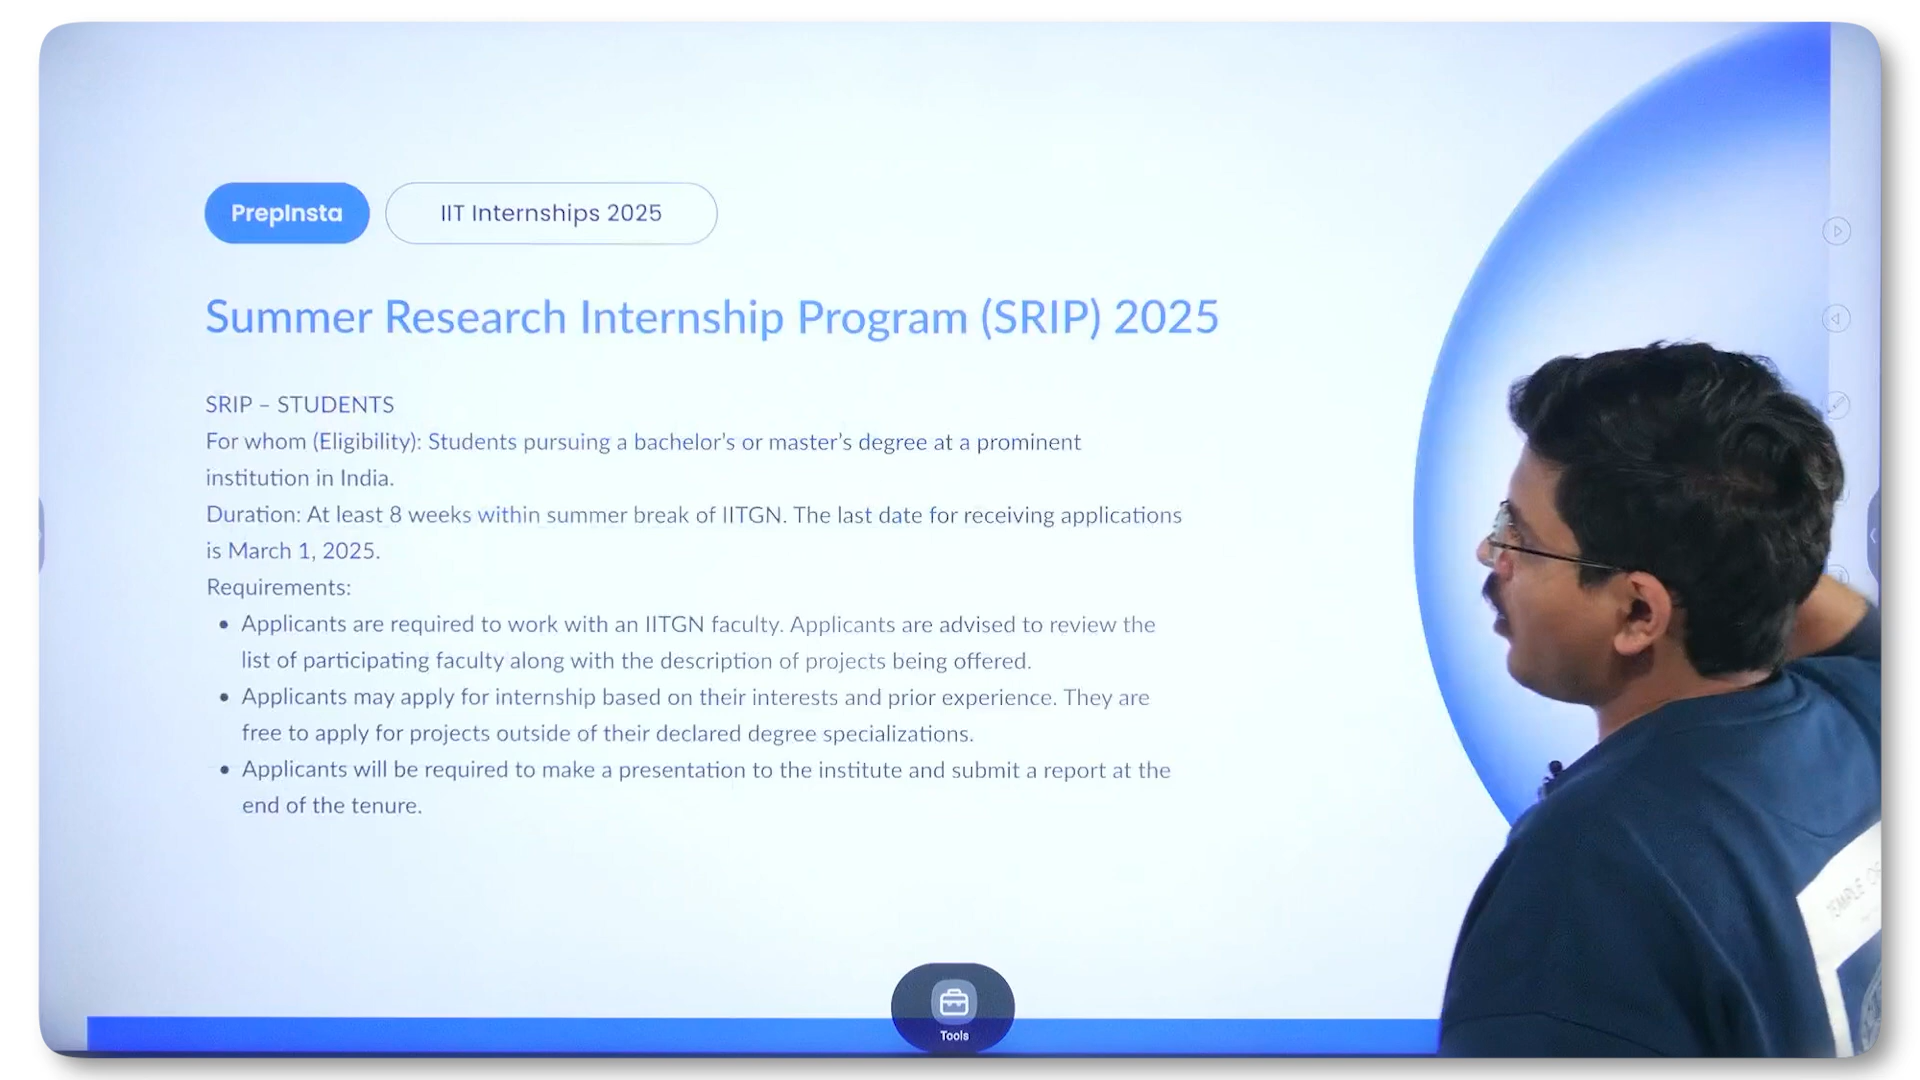 PrepInsta
IIT Internships 2025
Summer Research Internship Program (SRIP) 2025
SRIP – STUDENTS
For whom (Eligibility): Students pursuing a bachelor's or master's degree at a prominent
institution in India.
Duration: At least 8 weeks within summer break of IITGN. The last date for receiving applications
is March 1, 2025.
Requirements:
• Applicants are required to work with an IITGN faculty. Applicants are advised to review the
list of participating faculty along with the description of projects being offered.
• Applicants may apply for internship based on their interests and prior experience. They are
free to apply for projects outside of their declared degree specializations.
• Applicants will be required to make a presentation to the institute and submit a report at the
end of the tenure.
Tools
TEMPLE